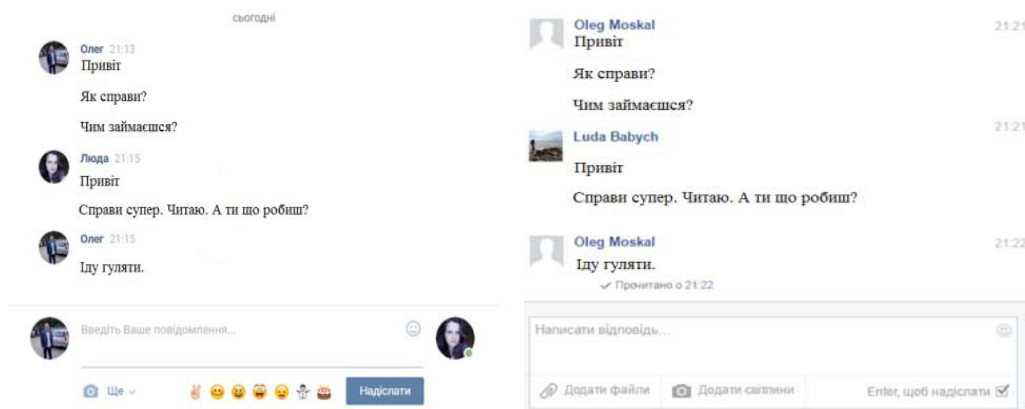 сьогодні
Олег 21:13
Привіт
Як справи?
Чим займаєшся?
Люда 21:15
Привіт
Справи супер. Читаю. А ти що робиш?
Олег 21:15
Іду гуляти.
Введіть Ваше повідомлення...
Ще
Надіслати
Oleg Moskal 21:21
Привіт
Як справи?
Чим займаєшся?
Luda Babych 21:21
Привіт
Справи супер. Читаю. А ти що робиш?
Oleg Moskal 21:22
Іду гуляти.
Прочитано о 21:22
Написати відповідь...
Додати файли Додати світлини Enter, щоб надіслати